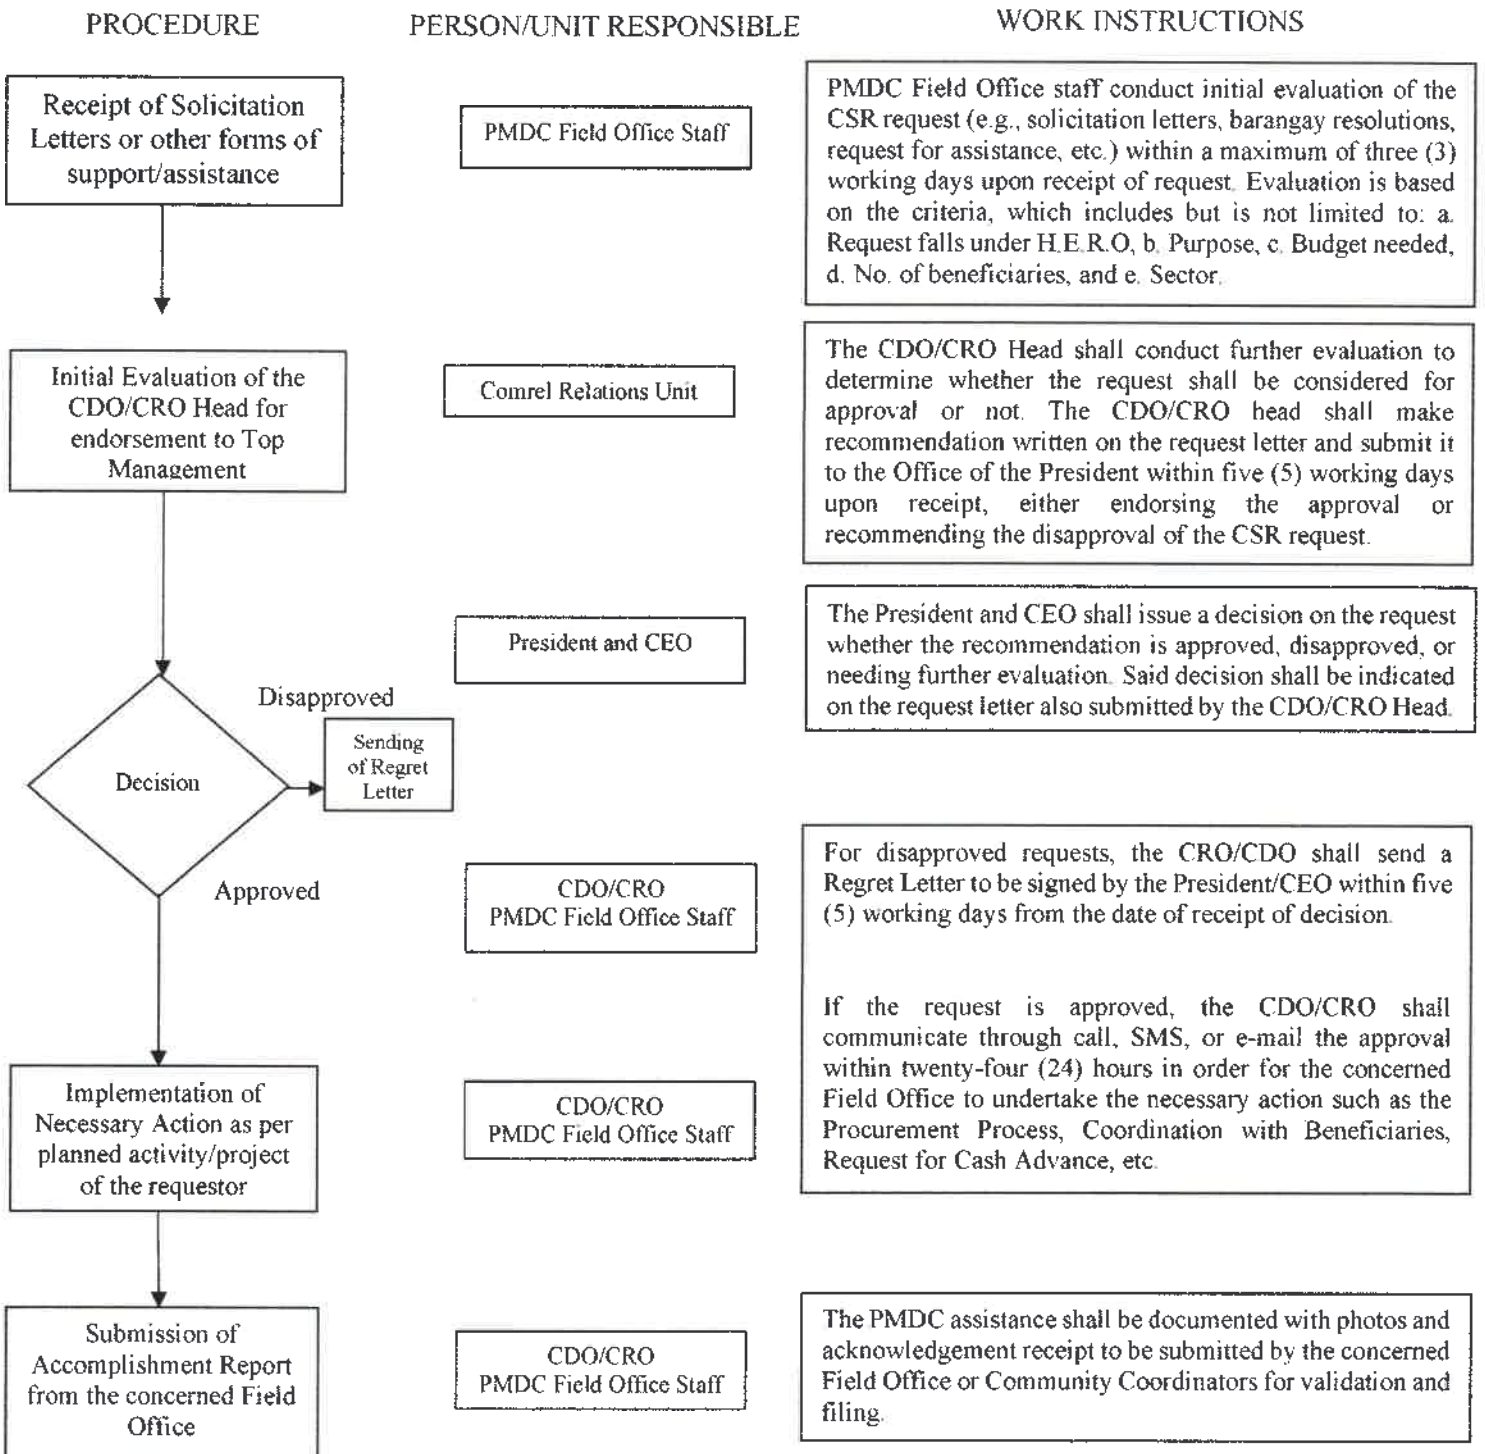 PROCEDURE
PERSON/UNIT RESPONSIBLE
WORK INSTRUCTIONS
Receipt of Solicitation
Letters or other forms of
support/assistance
PMDC Field Office Staff
PMDC Field Office staff conduct initial evaluation of the
CSR request (e.g., solicitation letters, barangay resolutions,
request for assistance, etc.) within a maximum of three (3)
working days upon receipt of request. Evaluation is based
on the criteria, which includes but is not limited to: a.
Request falls under H.E.R.O, b. Purpose, c. Budget needed,
d. No. of beneficiaries, and e. Sector.
Initial Evaluation of the
CDO/CRO Head for
endorsement to Top
Management
Comrel Relations Unit
The CDO/CRO Head shall conduct further evaluation to
determine whether the request shall be considered for
approval or not. The CDO/CRO head shall make
recommendation written on the request letter and submit it
to the Office of the President within five (5) working days
upon receipt, either endorsing the approval or
recommending the disapproval of the CSR request.
President and CEO
The President and CEO shall issue a decision on the request
whether the recommendation is approved, disapproved, or
needing further evaluation. Said decision shall be indicated
on the request letter also submitted by the CDO/CRO Head.
Decision
Disapproved
Sending
of Regret
Letter
Approved
CDO/CRO
PMDC Field Office Staff
For disapproved requests, the CRO/CDO shall send a
Regret Letter to be signed by the President/CEO within five
(5) working days from the date of receipt of decision.
If the request is approved, the CDO/CRO shall
communicate through call, SMS, or e-mail the approval
within twenty-four (24) hours in order for the concerned
Field Office to undertake the necessary action such as the
Procurement Process, Coordination with Beneficiaries,
Request for Cash Advance, etc.
Implementation of
Necessary Action as per
planned activity/project
of the requestor
CDO/CRO
PMDC Field Office Staff
Submission of
Accomplishment Report
from the concerned Field
Office
CDO/CRO
PMDC Field Office Staff
The PMDC assistance shall be documented with photos and
acknowledgement receipt to be submitted by the concerned
Field Office or Community Coordinators for validation and
filing.